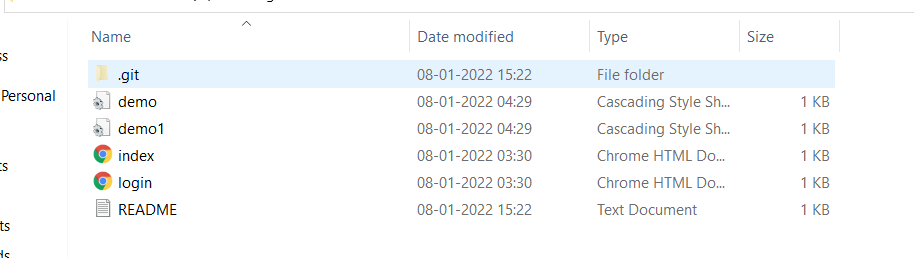 Name Date modified Type Size
.git 08-01-2022 15:22 File folder
Personal demo 08-01-2022 04:29 Cascading Style Sh... 1 KB
demo1 08-01-2022 04:29 Cascading Style Sh... 1 KB
index 08-01-2022 03:30 Chrome HTML Do... 1 KB
login 08-01-2022 03:30 Chrome HTML Do... 1 KB
README 08-01-2022 15:22 Text Document 1 KB